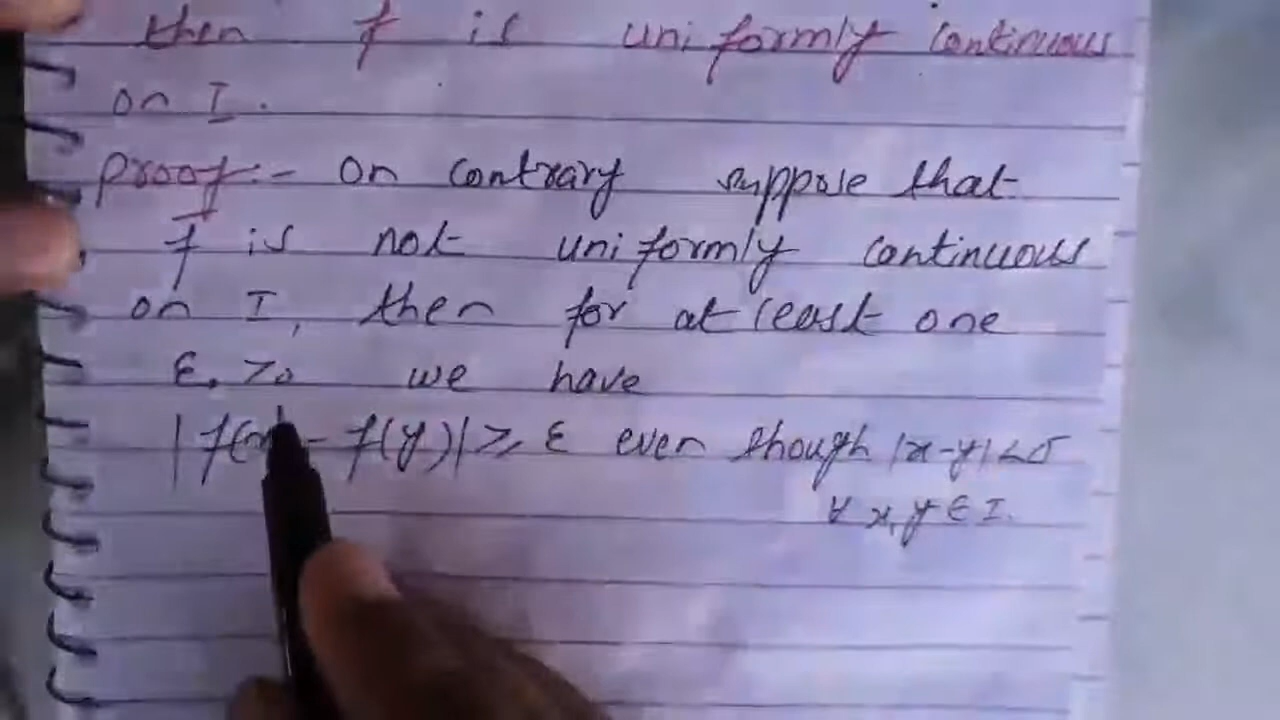 then f is uniformly continuous
on I.
proof:- on contrary suppose that
f is not uniformly continuous
on I, then for at least one
ε. >0 we have
|f(x) - f(y)| ≥ ε even though |x-y|<δ
∀ x, y ∈ I.